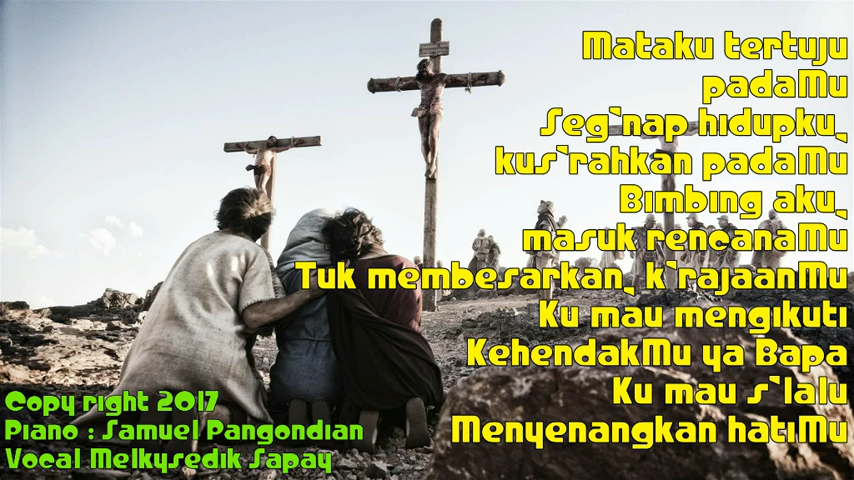 Mataku tertuju
padaMu
Seg`nap hidupku,
kus`rahkan padaMu
Bimbing aku,
masuk rencanaMu
Tuk membesarkan, k`rajaanMu
Ku mau mengikuti
KehendakMu ya Bapa
Ku mau s`lalu
Menyenangkan hatiMu
Copy right 2017
Piano : Samuel Pangondian
Vocal Melkysedik Sapay